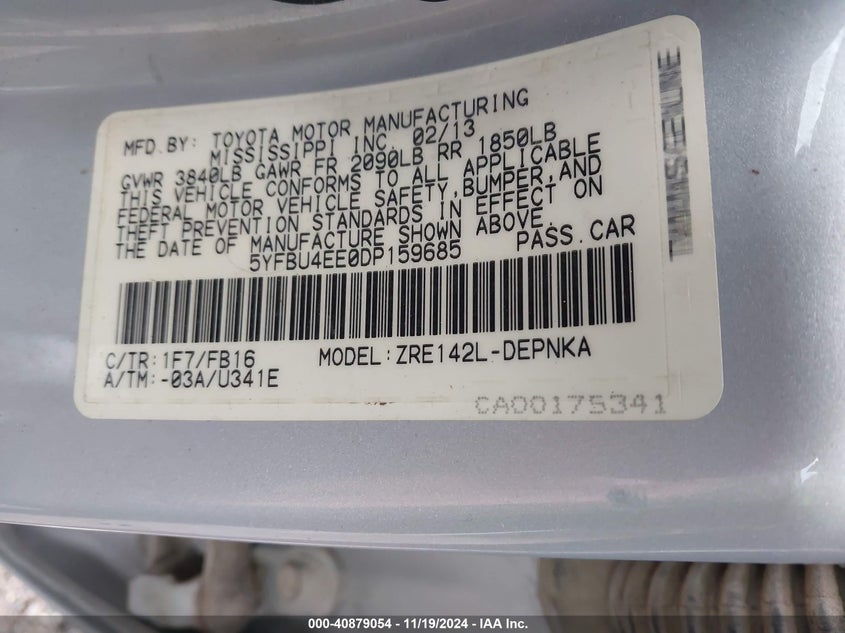 MFD.BY: TOYOTA MOTOR MANUFACTURING
MISSISSIPPI INC. 02/13
GVWR 3840LB GAWR FR 2090LB RR 1850LB
THIS VEHICLE CONFORMS TO ALL APPLICABLE
FEDERAL MOTOR VEHICLE SAFETY,BUMPER,AND
THEFT PREVENTION STANDARDS IN EFFECT ON
THE DATE OF MANUFACTURE SHOWN ABOVE.
5YFBU4EE0DP159685 PASS.CAR
C/TR:1F7/FB16 MODEL:ZRE142L-DEPNKA
A/TM:-03A/U341E
CA00175341
000-40879054 - 11/19/2024 - IAA Inc.